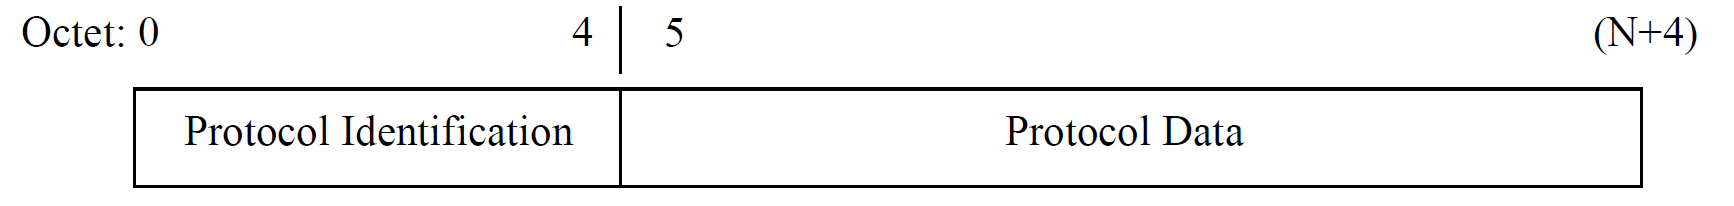 Octet: 0 4 5 (N+4)
Protocol Identification Protocol Data